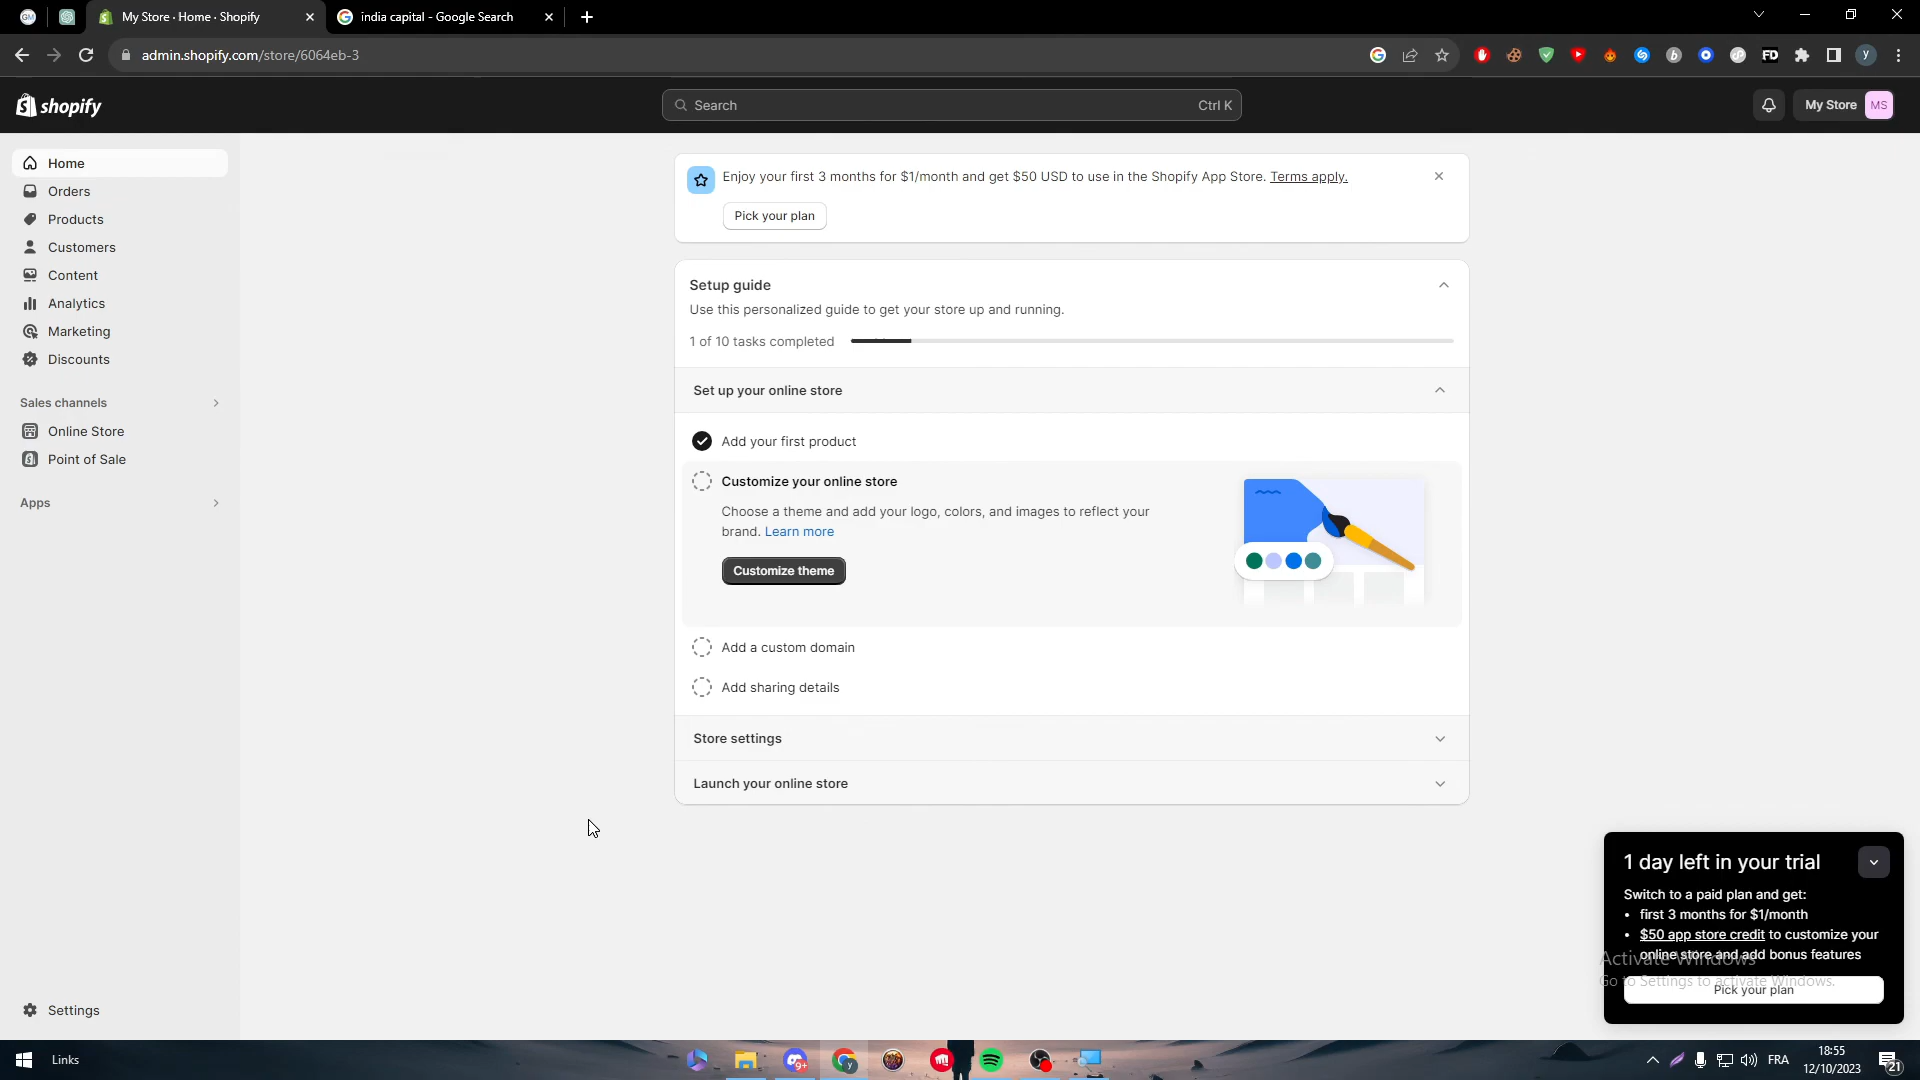 My Store · Home · Shopify
india capital - Google Search
admin.shopify.com/store/6064eb-3
shopify
Search
Ctrl K
My Store
MS
Home
Orders
Products
Customers
Content
Analytics
Marketing
Discounts
Sales channels
Online Store
Point of Sale
Apps
Settings
Enjoy your first 3 months for $1/month and get $50 USD to use in the Shopify App Store. Terms apply.
Pick your plan
Setup guide
Use this personalized guide to get your store up and running.
1 of 10 tasks completed
Set up your online store
Add your first product
Customize your online store
Choose a theme and add your logo, colors, and images to reflect your
brand. Learn more
Customize theme
Add a custom domain
Add sharing details
Store settings
Launch your online store
1 day left in your trial
Switch to a paid plan and get:
• first 3 months for $1/month
• $50 app store credit to customize your
online store and add bonus features
Pick your plan
Activate Windows
Go to Settings to activate Windows.
Links
FRA
18:55
12/10/2023
21